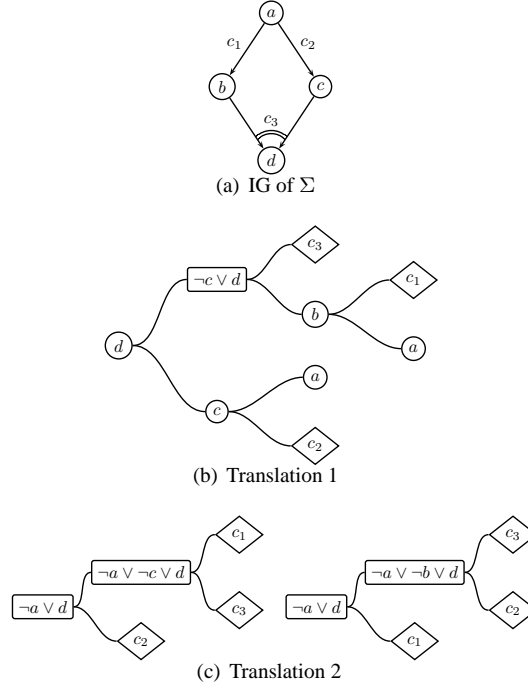 a
c₁ c₂
b c
c₃
d
(a) IG of Σ
c₃
¬c ∨ d
c₁
b
d
a
a
c
c₂
(b) Translation 1
c₁ c₃
¬a ∨ ¬c ∨ d ¬a ∨ ¬b ∨ d
¬a ∨ d c₃ ¬a ∨ d c₂
c₂ c₁
(c) Translation 2